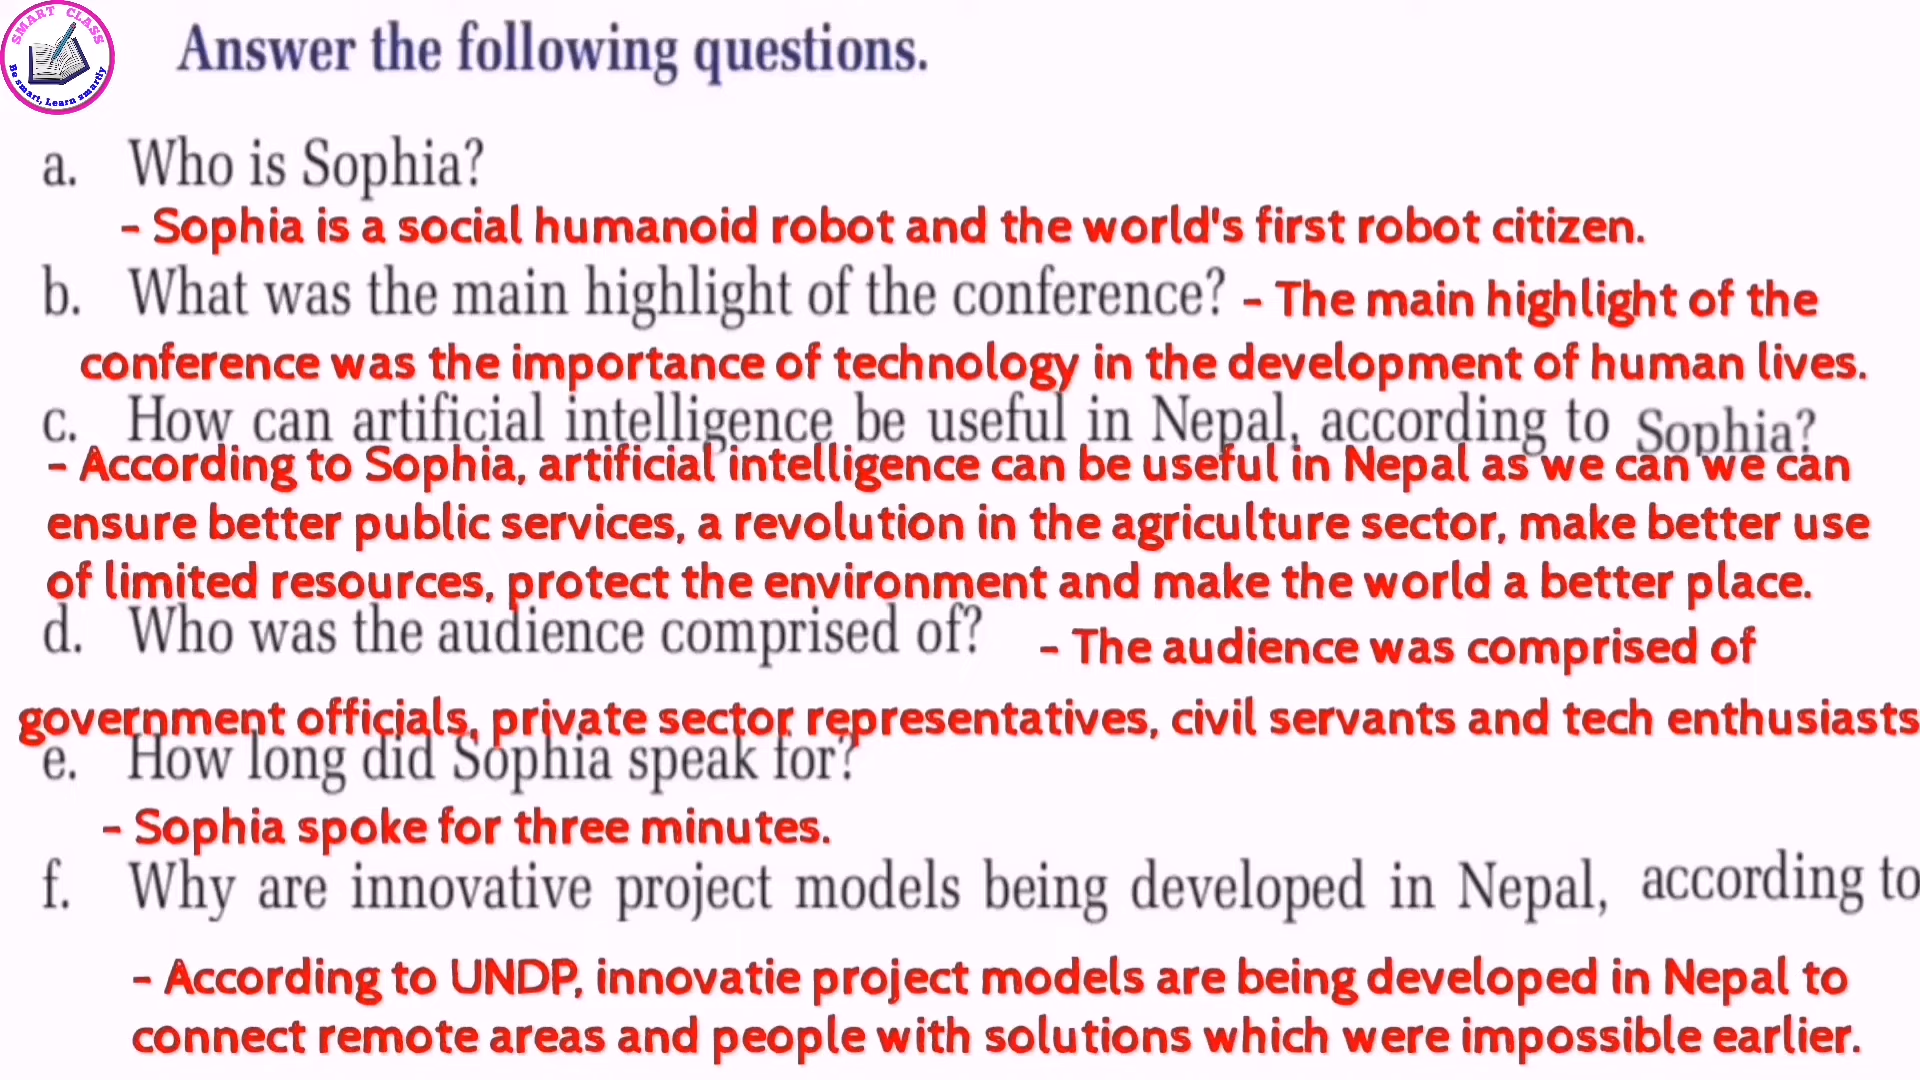 SMART CLASS
Be smart, Learn smartly
Answer the following questions.
a. Who is Sophia?
- Sophia is a social humanoid robot and the world's first robot citizen.
b. What was the main highlight of the conference? - The main highlight of the
conference was the importance of technology in the development of human lives.
c. How can artificial intelligence be useful in Nepal, according to Sophia?
- According to Sophia, artificial intelligence can be useful in Nepal as we can we can
ensure better public services, a revolution in the agriculture sector, make better use
of limited resources, protect the environment and make the world a better place.
d. Who was the audience comprised of? - The audience was comprised of
government officials, private sector representatives, civil servants and tech enthusiasts
e. How long did Sophia speak for?
- Sophia spoke for three minutes.
f. Why are innovative project models being developed in Nepal, according to
- According to UNDP, innovatie project models are being developed in Nepal to
connect remote areas and people with solutions which were impossible earlier.